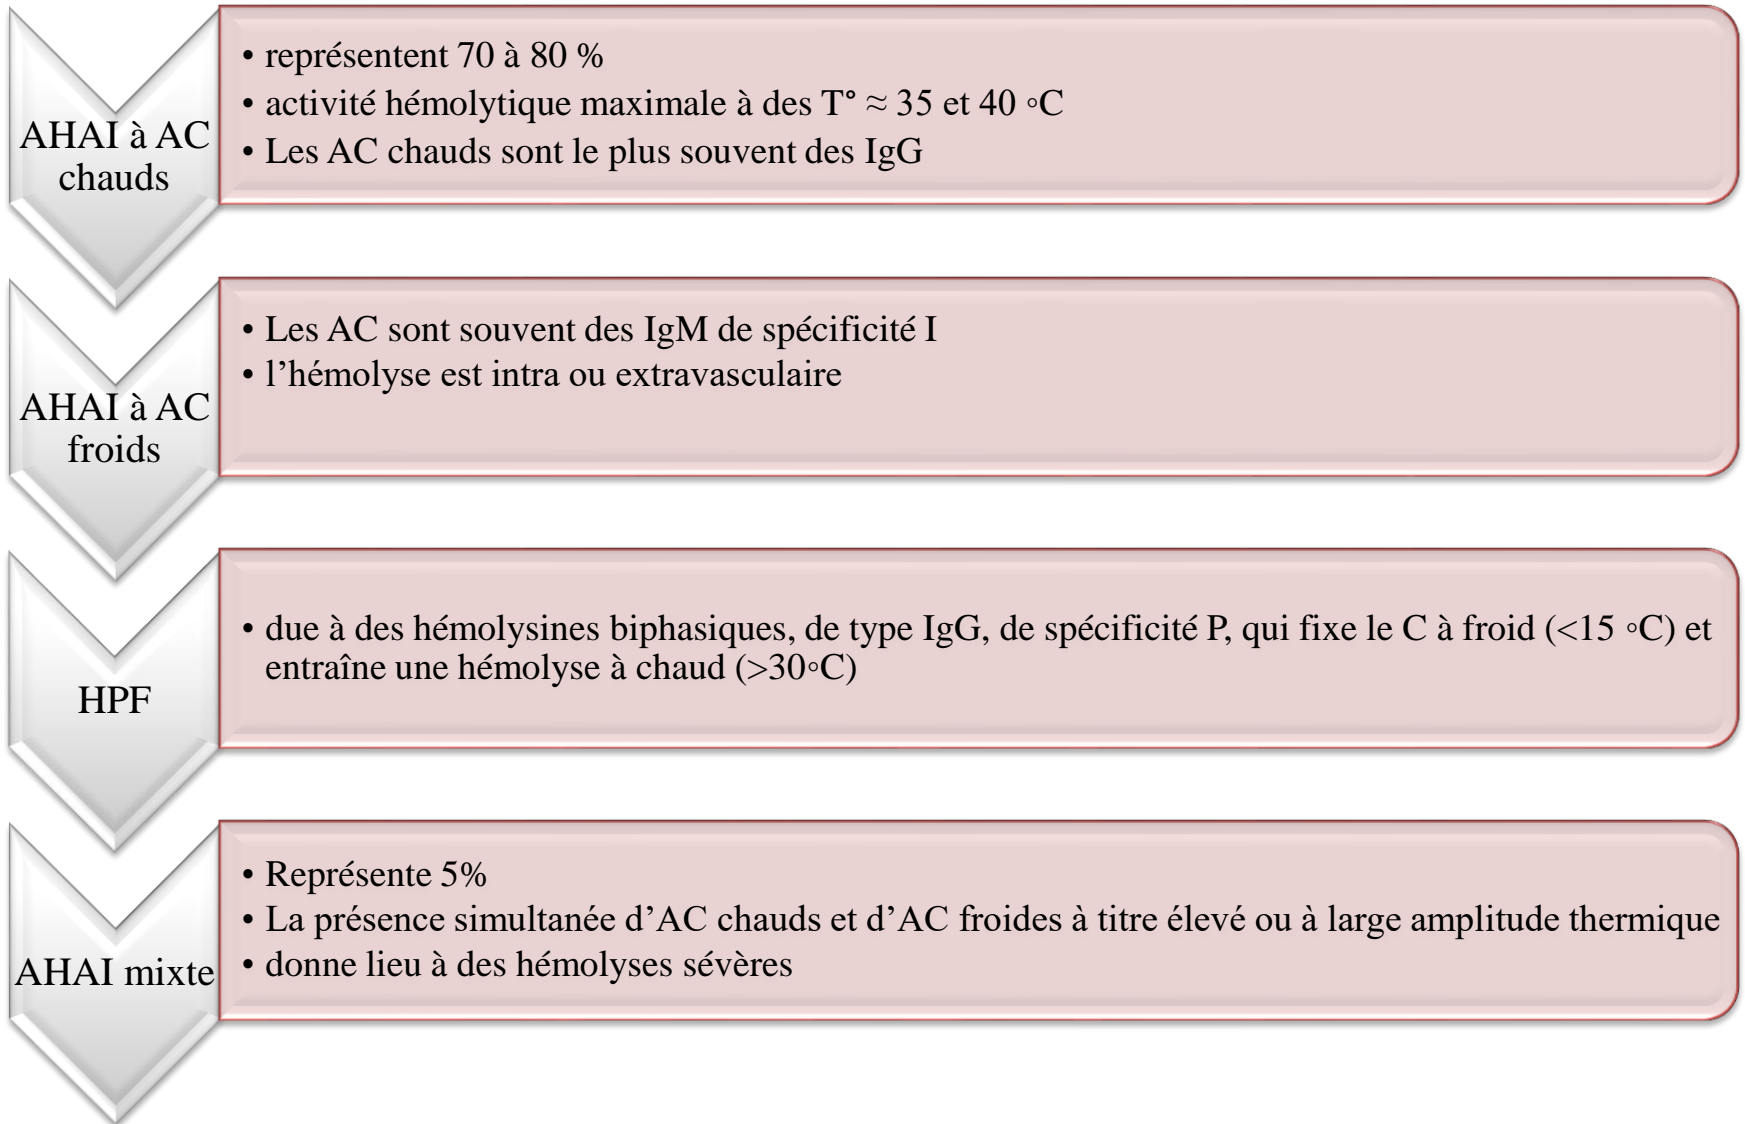 AHAI à AC
chauds
• représentent 70 à 80 %
• activité hémolytique maximale à des T° ≈ 35 et 40 ◦C
• Les AC chauds sont le plus souvent des IgG
AHAI à AC
froids
• Les AC sont souvent des IgM de spécificité I
• l’hémolyse est intra ou extravasculaire
HPF
• due à des hémolysines biphasiques, de type IgG, de spécificité P, qui fixe le C à froid (<15 ◦C) et
entraîne une hémolyse à chaud (>30◦C)
AHAI mixte
• Représente 5%
• La présence simultanée d’AC chauds et d’AC froides à titre élevé ou à large amplitude thermique
• donne lieu à des hémolyses sévères